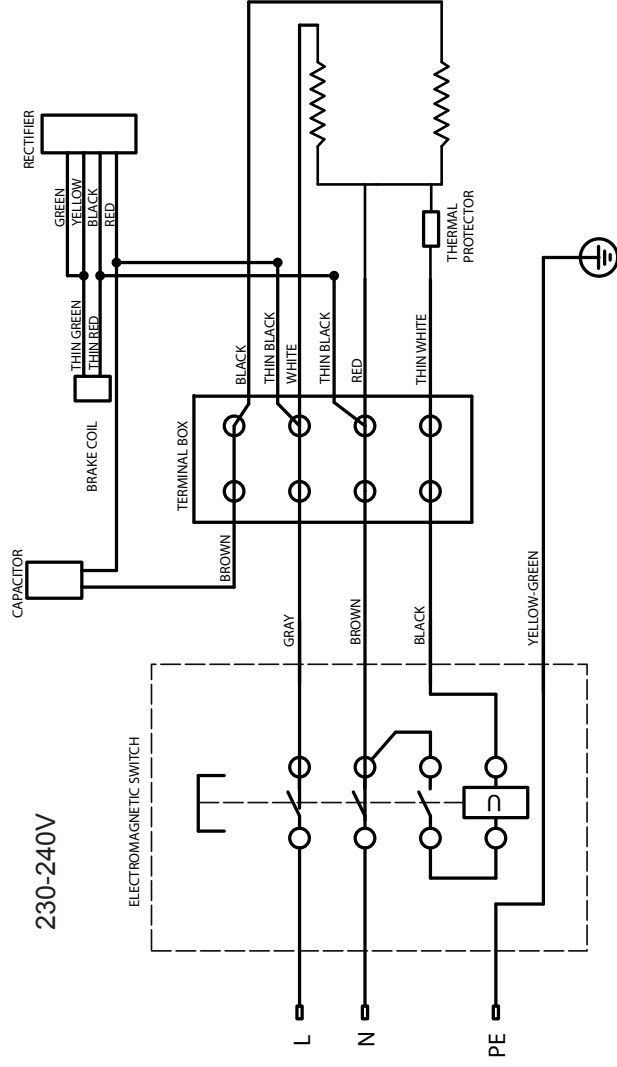 230-240V
ELECTROMAGNETIC SWITCH
L
N
PE
CAPACITOR
BRAKE COIL
RECTIFIER
GREEN
YELLOW
BLACK
RED
THIN GREEN
THIN RED
TERMINAL BOX
BROWN
GRAY
BROWN
BLACK
YELLOW-GREEN
BLACK
THIN BLACK
WHITE
THIN BLACK
RED
THIN WHITE
THERMAL
PROTECTOR
U